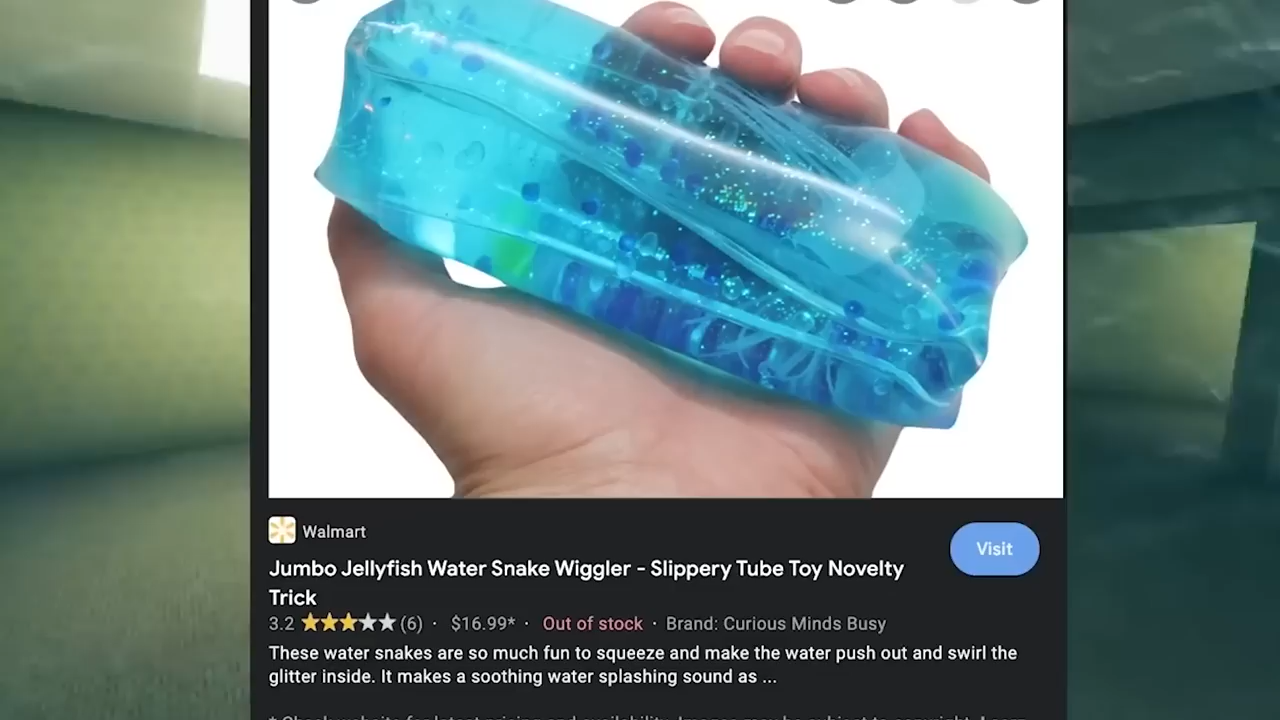 Walmart
Visit
Jumbo Jellyfish Water Snake Wiggler - Slippery Tube Toy Novelty
Trick
3.2 ★★★★★ (6) · $16.99* · Out of stock · Brand: Curious Minds Busy
These water snakes are so much fun to squeeze and make the water push out and swirl the
glitter inside. It makes a soothing water splashing sound as ...